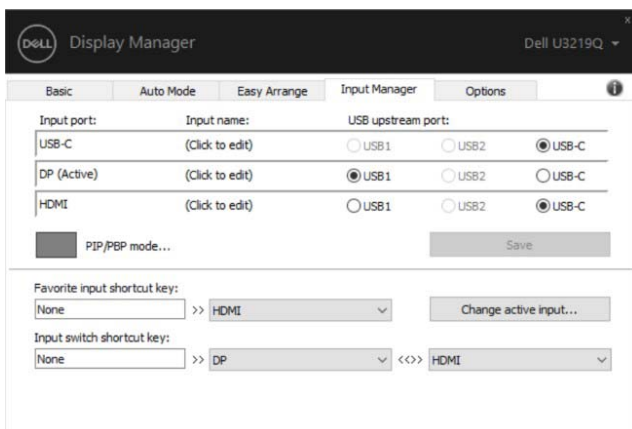 x
DELL Display Manager Dell U3219Q
Basic Auto Mode Easy Arrange Input Manager Options i
Input port: Input name: USB upstream port:
USB-C (Click to edit) USB1 USB2 USB-C
DP (Active) (Click to edit) USB1 USB2 USB-C
HDMI (Click to edit) USB1 USB2 USB-C
PIP/PBP mode... Save
Favorite input shortcut key:
None >> HDMI Change active input...
Input switch shortcut key:
None >> DP <<>> HDMI